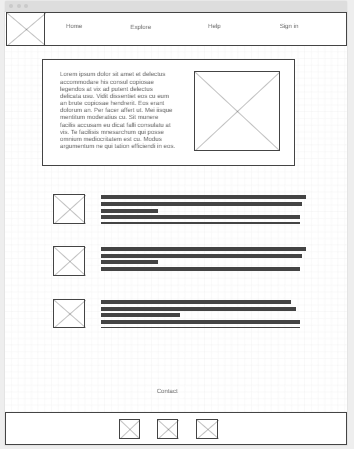 Home
Explore
Help
Sign in
Lorem ipsum dolor sit amet et delectus
accommodare his consul copiosae
legendos at vix ad putent delectus
delicata usu. Vidit dissentiet eos cu eum
an brute copiosae hendrerit. Eos erant
dolorum an. Per facer affert ut. Mei iisque
mentitum moderatius cu. Sit munere
facilis accusam eu dicat falli consulatu at
vis. Te facilisis mnesarchum qui posse
omnium mediocritatem est cu. Modus
argumentum ne qui tation efficiendi in eos.
Contact